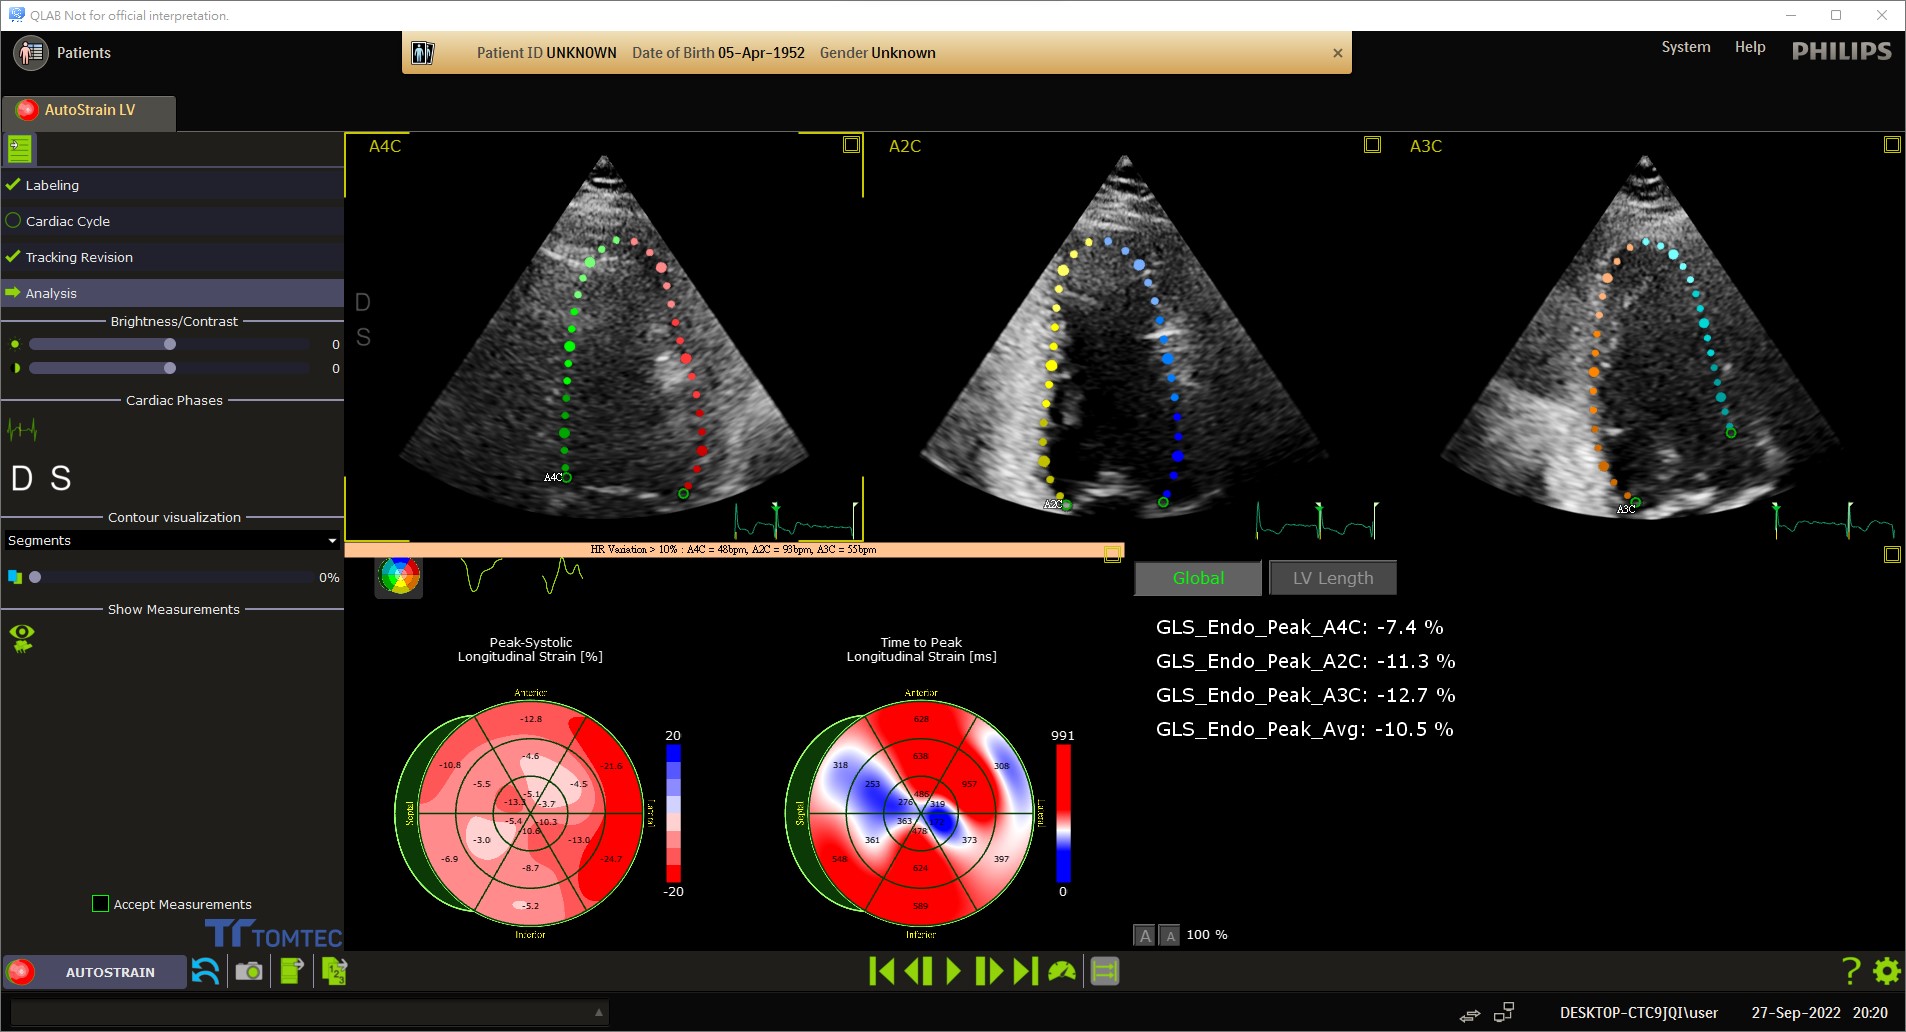 QLAB Not for official interpretation.
Patients
Patient ID UNKNOWN Date of Birth 05-Apr-1952 Gender Unknown
System Help PHILIPS
AutoStrain LV
Labeling
Cardiac Cycle
Tracking Revision
Analysis
Brightness/Contrast
0
0
Cardiac Phases
D S
Contour visualization
Segments
0%
Show Measurements
Accept Measurements
TOMTEC
A4C
D
S
A4C
A2C
A2C
A3C
A3C
HR Variation > 10% : A4C = 48bpm, A2C = 93bpm, A3C = 55bpm
Peak-Systolic
Longitudinal Strain [%]
Anterior
-12.8
-10.8 -21.6
-4.6
-5.5 -4.5
-5.1
-13.3 -3.7
-5.4 -10.3
-10.6
-3.0 -13.0
-6.9 -24.7
-8.7
-5.2
Septal
Lateral
Inferior
20
-20
Time to Peak
Longitudinal Strain [ms]
Anterior
628
318 308
638
253 957
486
276 319
363
478
361 373
548 397
624
589
Septal
Lateral
Inferior
991
0
Global LV Length
GLS_Endo_Peak_A4C: -7.4 %
GLS_Endo_Peak_A2C: -11.3 %
GLS_Endo_Peak_A3C: -12.7 %
GLS_Endo_Peak_Avg: -10.5 %
A A 100 %
AUTOSTRAIN
DESKTOP-CTC9JQI\user 27-Sep-2022 20:20